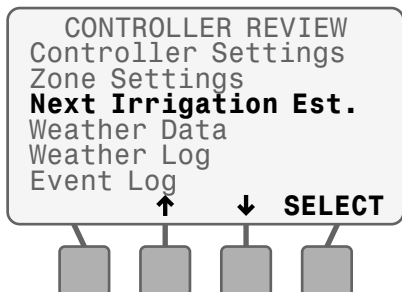 CONTROLLER REVIEW
Controller Settings
Zone Settings
Next Irrigation Est.
Weather Data
Weather Log
Event Log
↑ ↓ SELECT